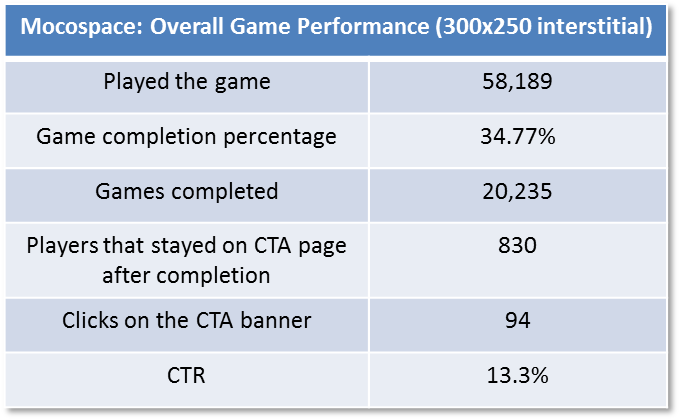 Mocospace: Overall Game Performance (300x250 interstitial)
Played the game 58,189
Game completion percentage 34.77%
Games completed 20,235
Players that stayed on CTA page
after completion 830
Clicks on the CTA banner 94
CTR 13.3%